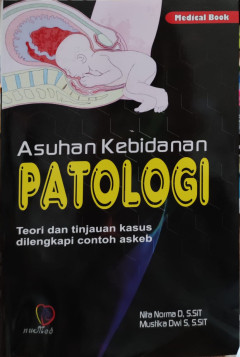 Medical Book
Asuhan Kebidanan
PATOLOGI
Teori dan tinjauan kasus
dilengkapi contoh askeb
Nita Norma D, S.SiT
Mustika Dwi S, S.SiT